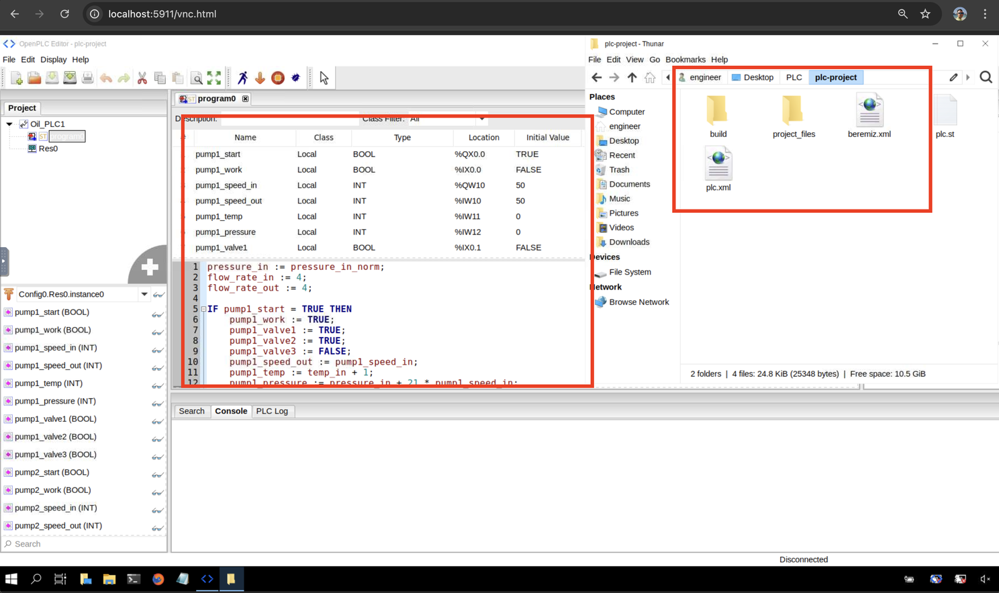 localhost:5911/vnc.html
OpenPLC Editor - plc-project
File Edit Display Help
Project
Oil_PLC1
ST program0
Res0
Config0.Res0.instance0
pump1_start (BOOL)
pump1_work (BOOL)
pump1_speed_in (INT)
pump1_speed_out (INT)
pump1_temp (INT)
pump1_pressure (INT)
pump1_valve1 (BOOL)
pump1_valve2 (BOOL)
pump1_valve3 (BOOL)
pump2_start (BOOL)
pump2_work (BOOL)
pump2_speed_in (INT)
pump2_speed_out (INT)
Search
ST program0
Description: Class Filter: All
# Name Class Type Location Initial Value
pump1_start Local BOOL %QX0.0 TRUE
pump1_work Local BOOL %IX0.0 FALSE
pump1_speed_in Local INT %QW10 50
pump1_speed_out Local INT %IW10 50
pump1_temp Local INT %IW11 0
pump1_pressure Local INT %IW12 0
pump1_valve1 Local BOOL %IX0.1 FALSE
1 pressure_in := pressure_in_norm;
2 flow_rate_in := 4;
3 flow_rate_out := 4;
4
5 IF pump1_start = TRUE THEN
6 pump1_work := TRUE;
7 pump1_valve1 := TRUE;
8 pump1_valve2 := TRUE;
9 pump1_valve3 := FALSE;
10 pump1_speed_out := pump1_speed_in;
11 pump1_temp := temp_in + 1;
12 pump1_pressure := pressure_in + 21 * pump1_speed_in;
Search Console PLC Log
plc-project - Thunar
File Edit View Go Bookmarks Help
engineer Desktop PLC plc-project
Places
Computer
engineer
Desktop
Recent
Trash
Documents
Music
Pictures
Videos
Downloads
Devices
File System
Network
Browse Network
build project_files beremiz.xml plc.st
plc.xml
2 folders | 4 files: 24.8 KiB (25348 bytes) | Free space: 10.5 GiB
Disconnected